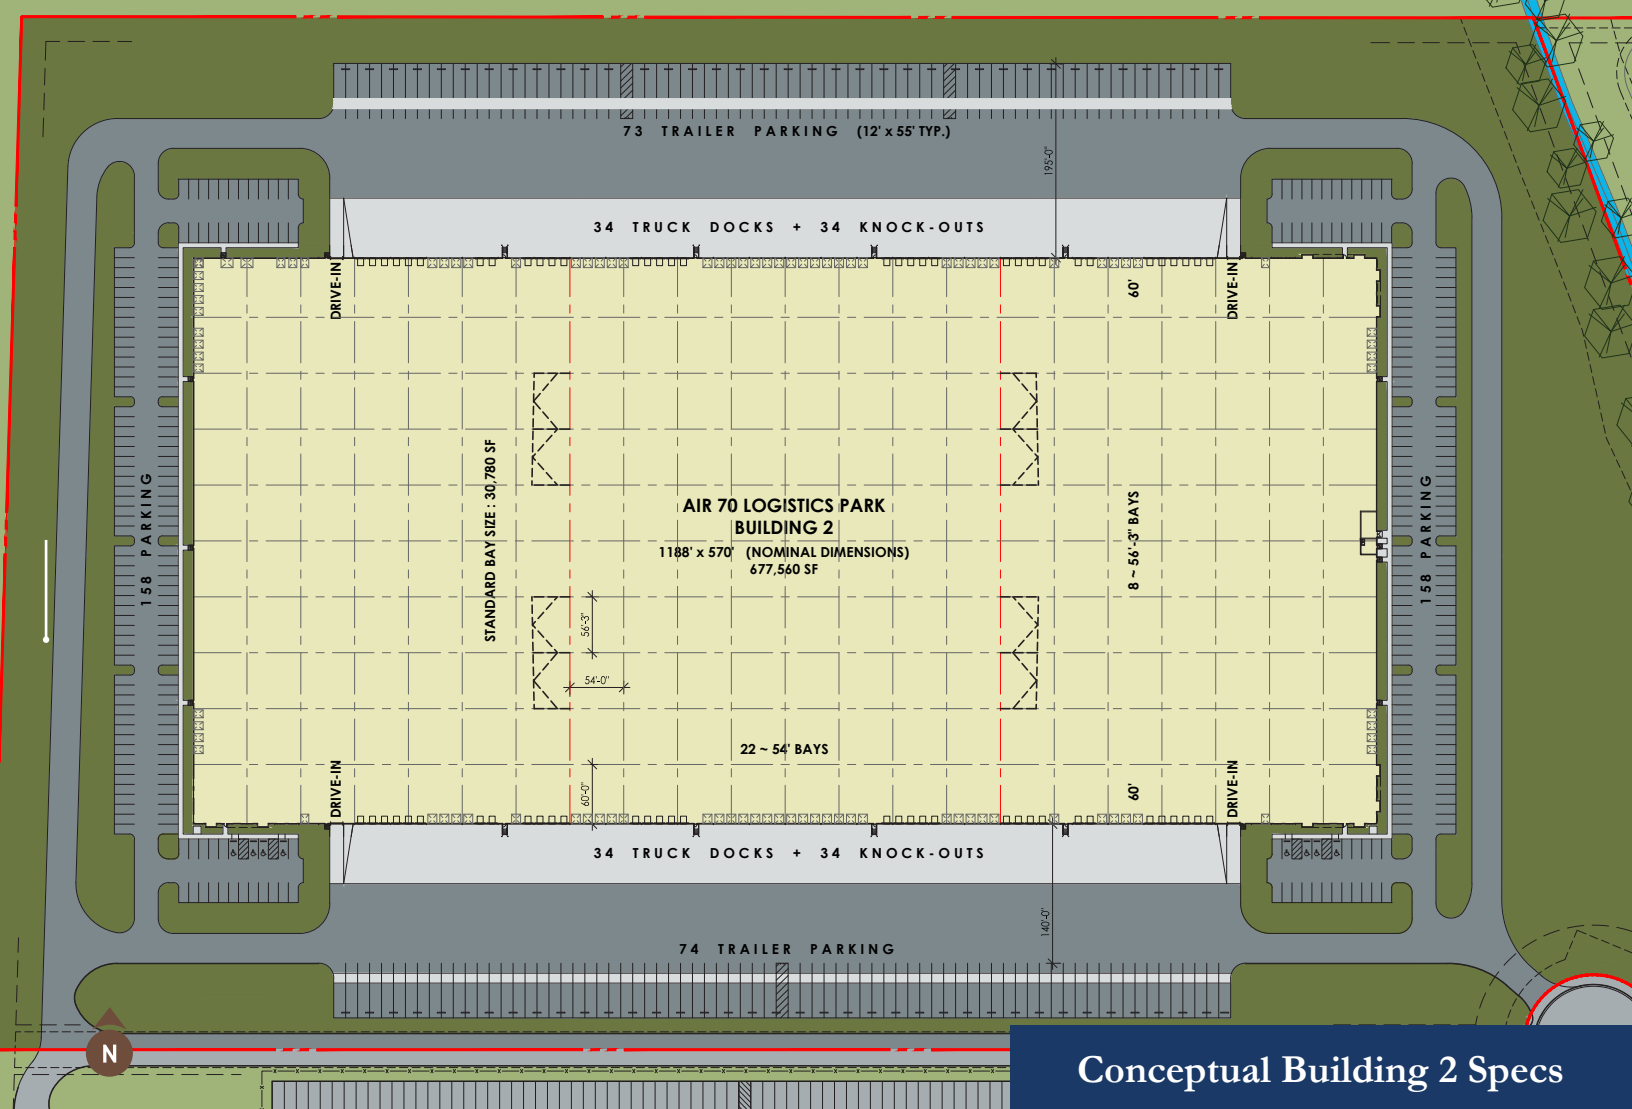 73 TRAILER PARKING (12' x 55' TYP.)
195'-0"
34 TRUCK DOCKS + 34 KNOCK-OUTS
DRIVE-IN
60'
DRIVE-IN
158 PARKING
STANDARD BAY SIZE : 30,780 SF
AIR 70 LOGISTICS PARK
BUILDING 2
1188' x 570' (NOMINAL DIMENSIONS)
677,560 SF
8 ~ 56'-3" BAYS
158 PARKING
56'-3"
54'-0"
22 ~ 54' BAYS
DRIVE-IN
60'-0"
60'
DRIVE-IN
34 TRUCK DOCKS + 34 KNOCK-OUTS
140'-0"
74 TRAILER PARKING
N
Conceptual Building 2 Specs